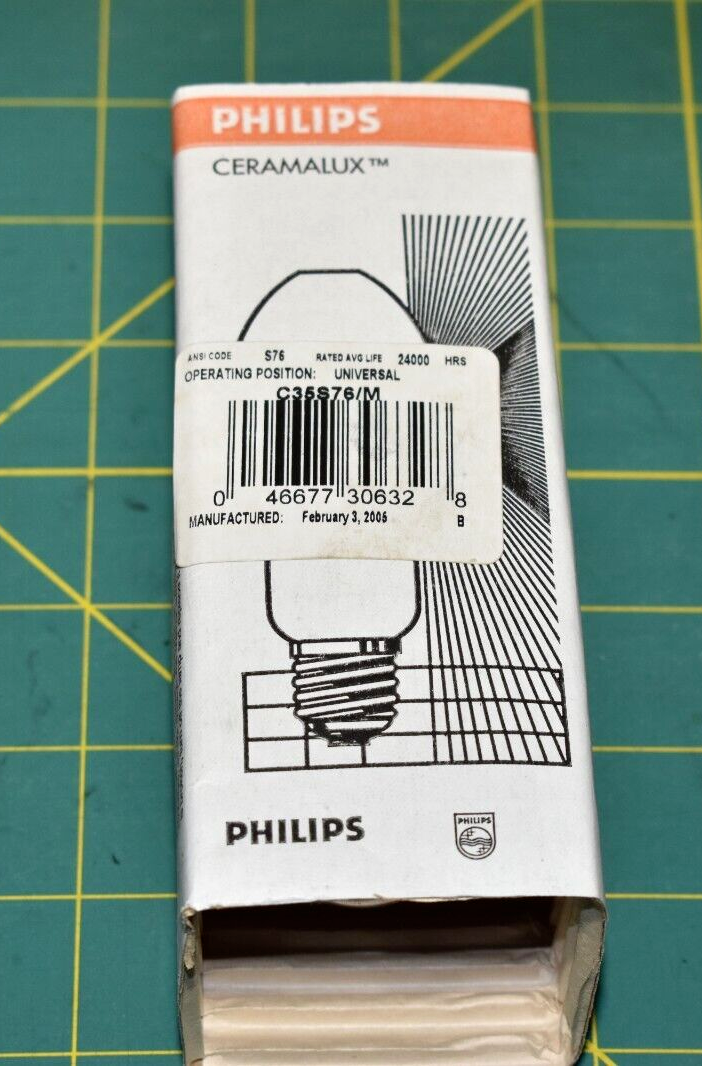 PHILIPS
CERAMALUX™
ANSI CODE S76 RATED AVG LIFE 24000 HRS
OPERATING POSITION: UNIVERSAL
C35S76/M
0 46677 30632 8
MANUFACTURED: February 3, 2005 B
PHILIPS
PHILIPS